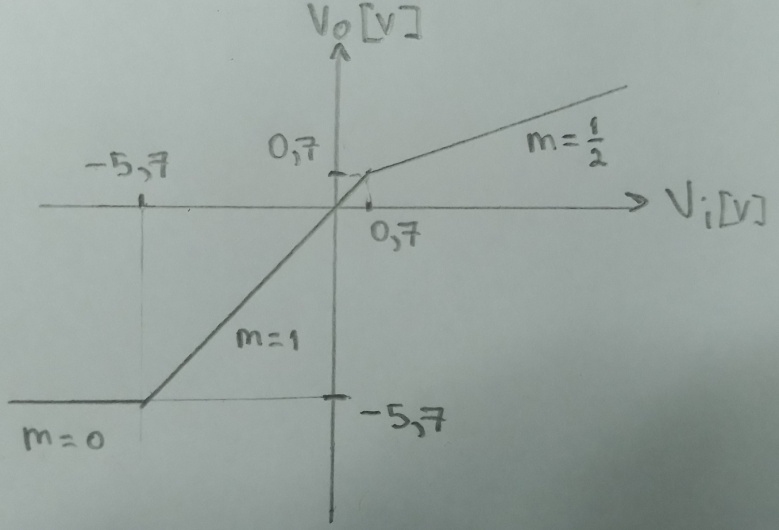 Vo [V]
0,7
m = 1/2
-5,7
Vi [V]
0,7
m = 1
-5,7
m = 0